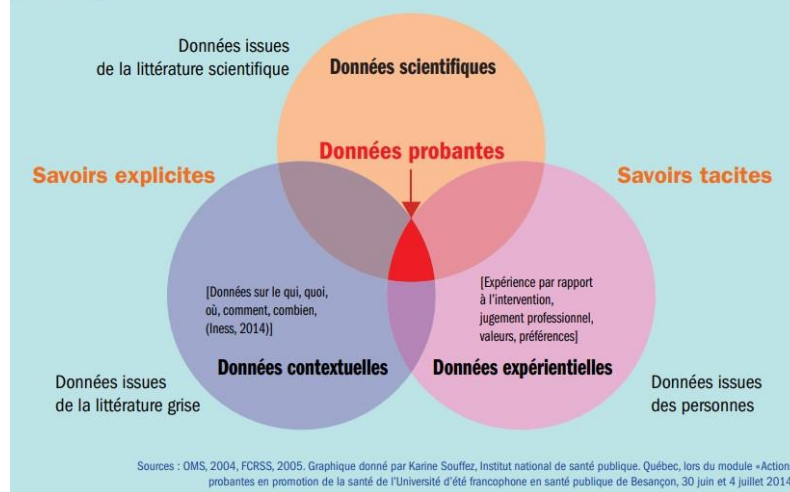 Données issues
de la littérature scientifique
Données scientifiques
Données probantes
Savoirs explicites
Savoirs tacites
[Données sur le qui, quoi,
où, comment, combien,
(Iness, 2014)]
[Expérience par rapport
à l'intervention,
jugement professionnel,
valeurs, préférences]
Données contextuelles
Données expérientielles
Données issues
de la littérature grise
Données issues
des personnes
Sources : OMS, 2004, FCRSS, 2005. Graphique donné par Karine Souffez, Institut national de santé publique. Québec, lors du module «Action
probantes en promotion de la santé de l'Université d'été francophone en santé publique de Besançon, 30 juin et 4 juillet 2014